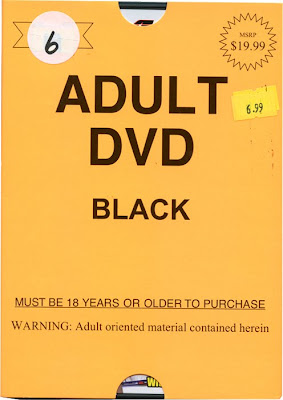 6
MSRP
$19.99
ADULT
6.99
DVD
BLACK
MUST BE 18 YEARS OR OLDER TO PURCHASE
WARNING: Adult oriented material contained herein